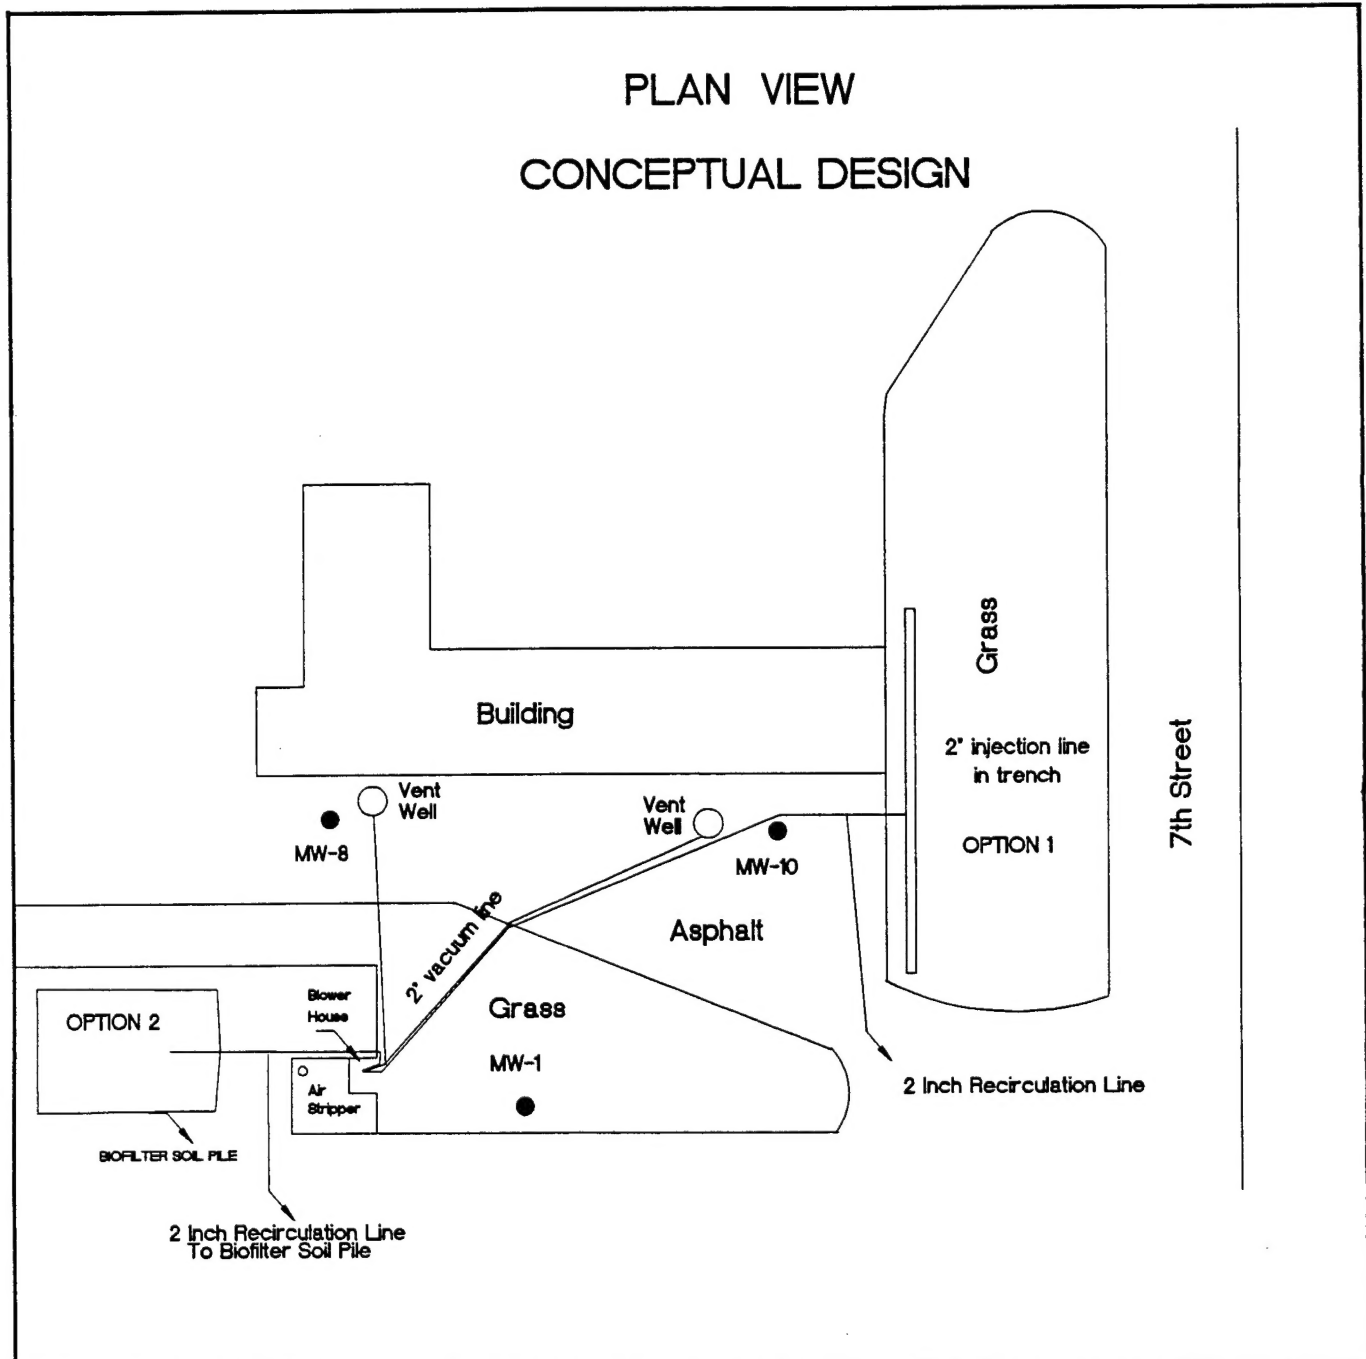 PLAN VIEW
CONCEPTUAL DESIGN
Grass
Building
2" injection line
in trench
7th Street
Vent
Well
Vent
Well
OPTION 1
MW-8
MW-10
2" vacuum line
Asphalt
Blower
House
Grass
OPTION 2
MW-1
2 Inch Recirculation Line
Air
Stripper
BIOFILTER SOIL PILE
2 Inch Recirculation Line
To Biofilter Soil Pile